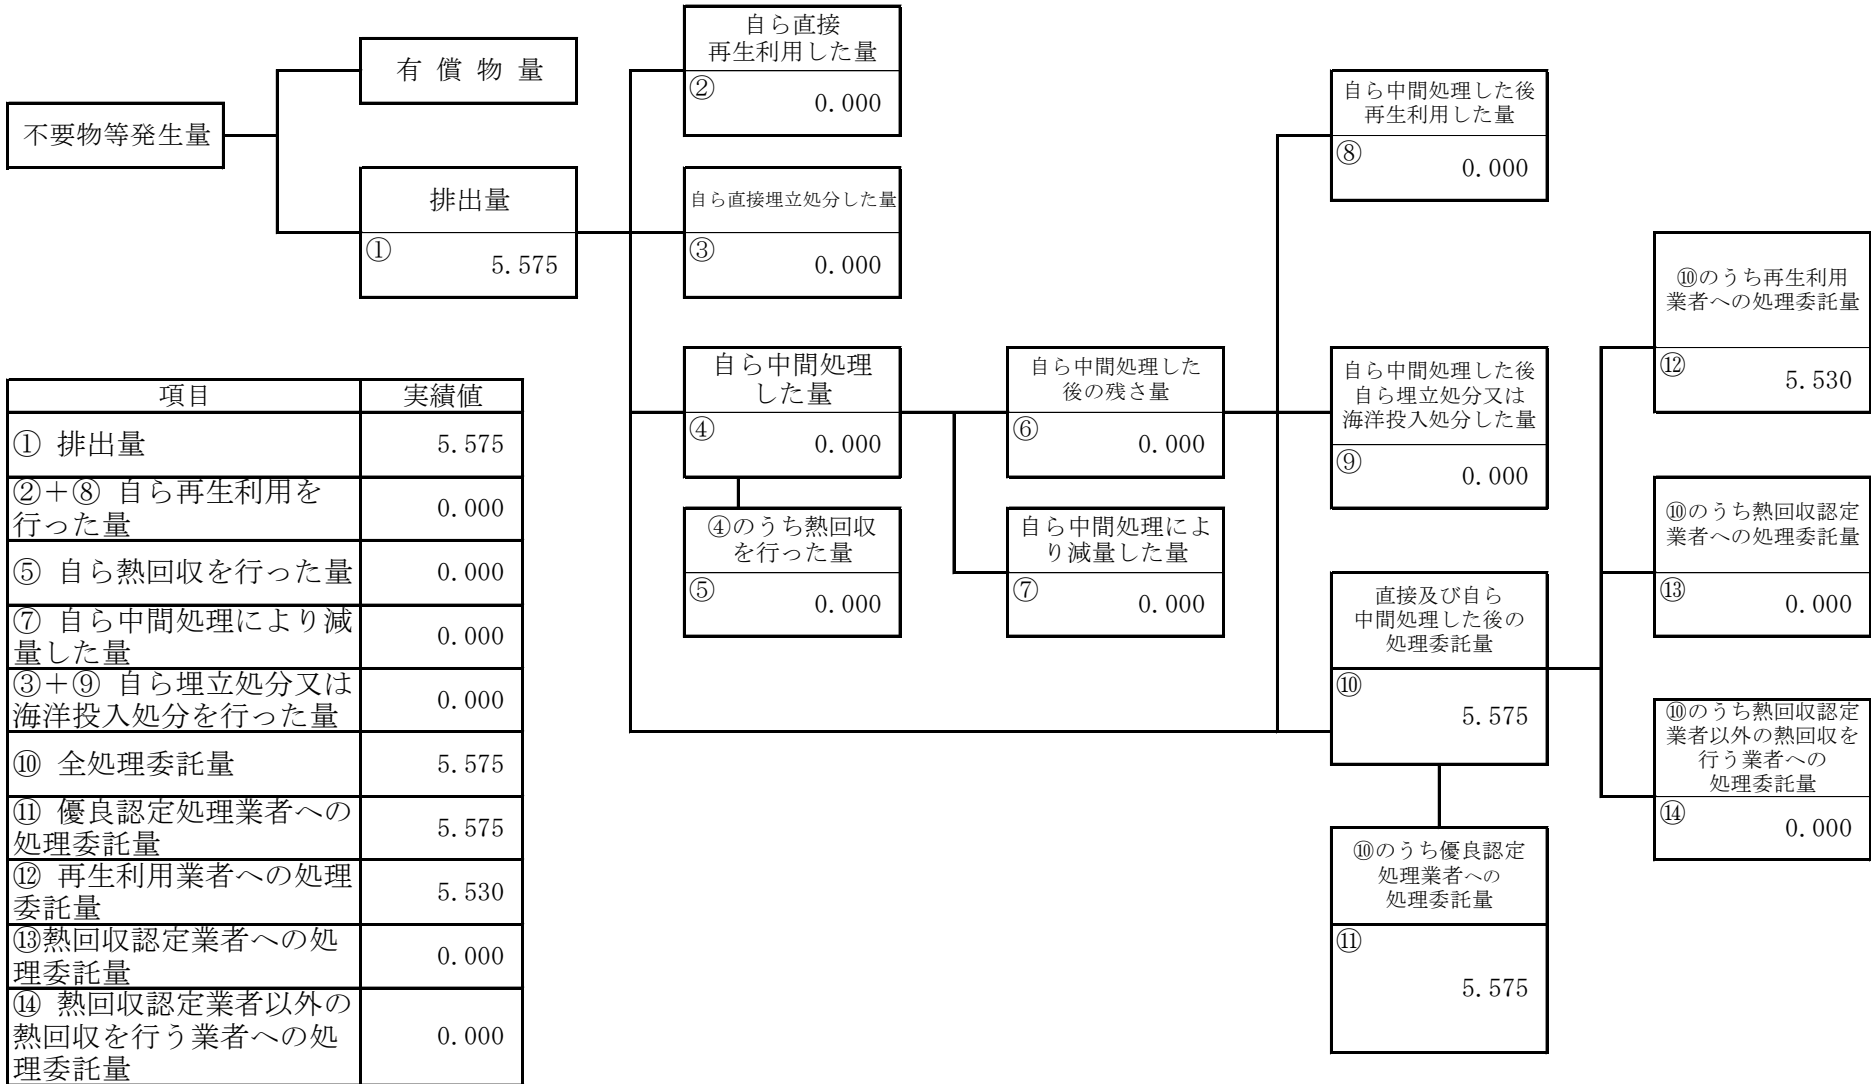 不要物等発生量
有 償 物 量
排出量
①
5.575
自ら直接
再生利用した量
②
0.000
自ら直接埋立処分した量
③
0.000
自ら中間処理
した量
④
0.000
④のうち熱回収
を行った量
⑤
0.000
自ら中間処理した
後の残さ量
⑥
0.000
自ら中間処理によ
り減量した量
⑦
0.000
自ら中間処理した後
再生利用した量
⑧
0.000
自ら中間処理した後
自ら埋立処分又は
海洋投入処分した量
⑨
0.000
直接及び自ら
中間処理した後の
処理委託量
⑩
5.575
⑩のうち優良認定
処理業者への
処理委託量
⑪
5.575
⑩のうち再生利用
業者への処理委託量
⑫
5.530
⑩のうち熱回収認定
業者への処理委託量
⑬
0.000
⑩のうち熱回収認定
業者以外の熱回収を
行う業者への
処理委託量
⑭
0.000
項目 実績値
① 排出量 5.575
②＋⑧ 自ら再生利用を
行った量 0.000
⑤ 自ら熱回収を行った量 0.000
⑦ 自ら中間処理により減
量した量 0.000
③＋⑨ 自ら埋立処分又は
海洋投入処分を行った量 0.000
⑩ 全処理委託量 5.575
⑪ 優良認定処理業者への
処理委託量 5.575
⑫ 再生利用業者への処理
委託量 5.530
⑬熱回収認定業者への処
理委託量 0.000
⑭ 熱回収認定業者以外の
熱回収を行う業者への処
理委託量 0.000